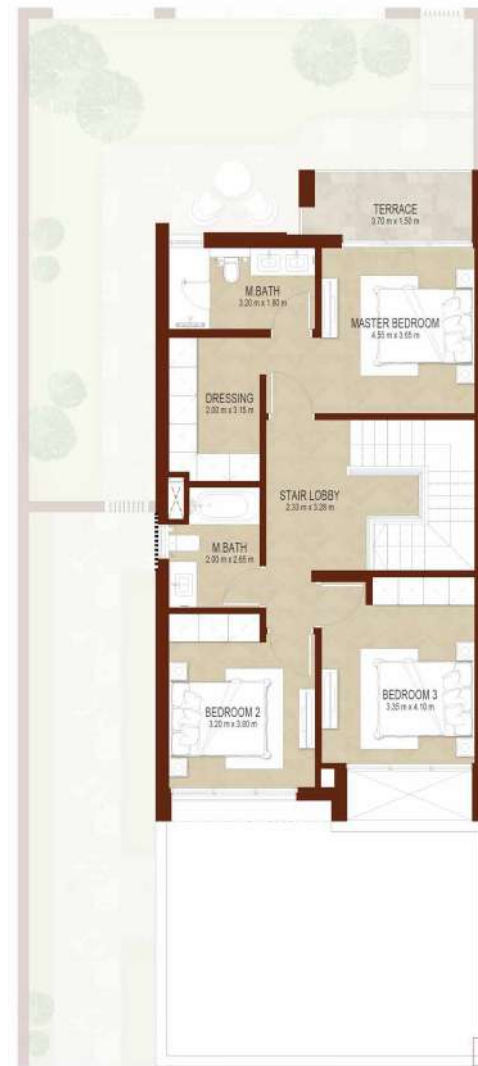 TERRACE
3.70 m x 1.50 m
M.BATH
3.20 m x 1.80 m
MASTER BEDROOM
4.55 m x 3.65 m
DRESSING
2.00 m x 3.15 m
STAIR LOBBY
2.33 m x 3.28 m
M.BATH
2.00 m x 2.65 m
BEDROOM 2
3.20 m x 3.80 m
BEDROOM 3
3.35 m x 4.10 m